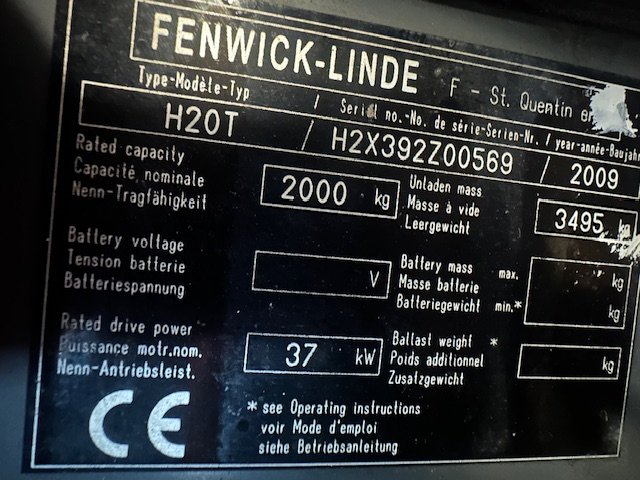 FENWICK-LINDE F - St. Quentin en
Type-Modèle-Typ / Serial no.-No. de série-Serien-Nr. / year-année-Baujahr
H20T / H2X392Z00569 / 2009
Rated capacity
Capacité nominale
Nenn-Tragfähigkeit
2000 kg
Unladen mass
Masse à vide
Leergewicht
3495 kg
Battery voltage
Tension batterie
Batteriespannung
V
Battery mass max.
Masse batterie
Batteriegewicht min.*
kg
kg
Rated drive power
Puissance motr.nom.
Nenn-Antriebsleist.
37 kW
Ballast weight *
Poids additionnel
Zusatzgewicht
kg
CE
* see Operating instructions
voir Mode d'emploi
siehe Betriebsanleitung